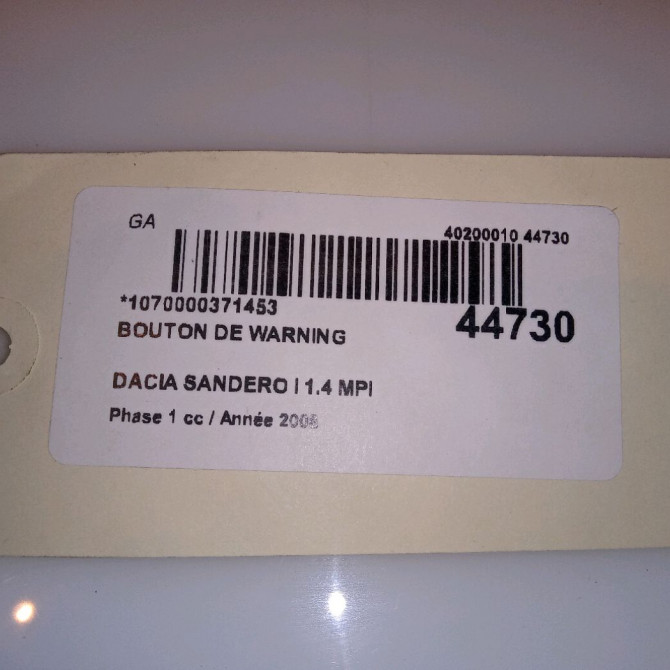 GA
40200010 44730
*1070000371453
44730
BOUTON DE WARNING
DACIA SANDERO I 1.4 MPI
Phase 1 cc / Année